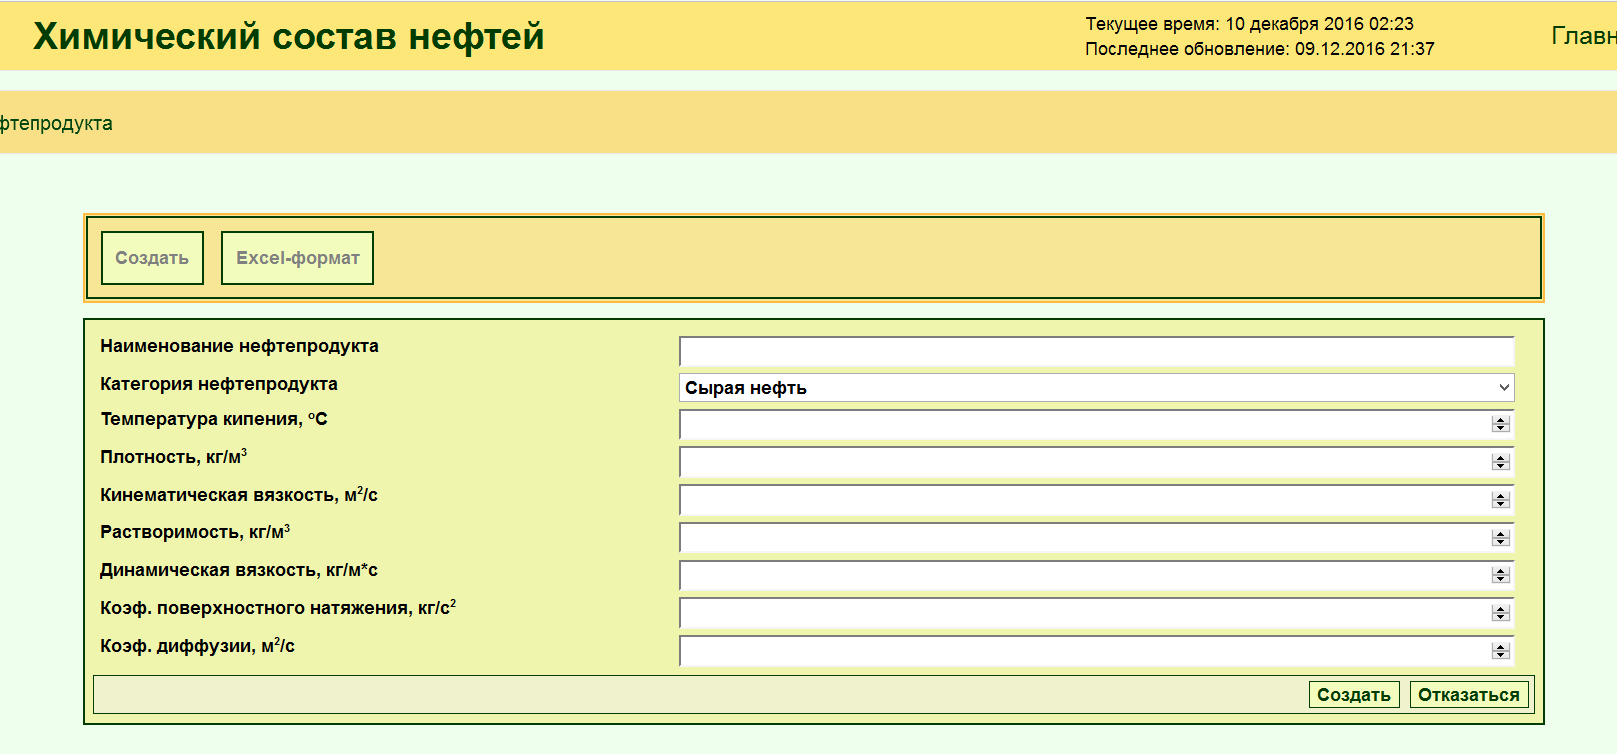 Химический состав нефтей
Текущее время: 10 декабря 2016 02:23
Последнее обновление: 09.12.2016 21:37
Главн
фтепродукта
Создать Excel-формат
Наименование нефтепродукта
Категория нефтепродукта Сырая нефть
Температура кипения, °С
Плотность, кг/м³
Кинематическая вязкость, м²/с
Растворимость, кг/м³
Динамическая вязкость, кг/м*с
Коэф. поверхностного натяжения, кг/с²
Коэф. диффузии, м²/с
Создать Отказаться